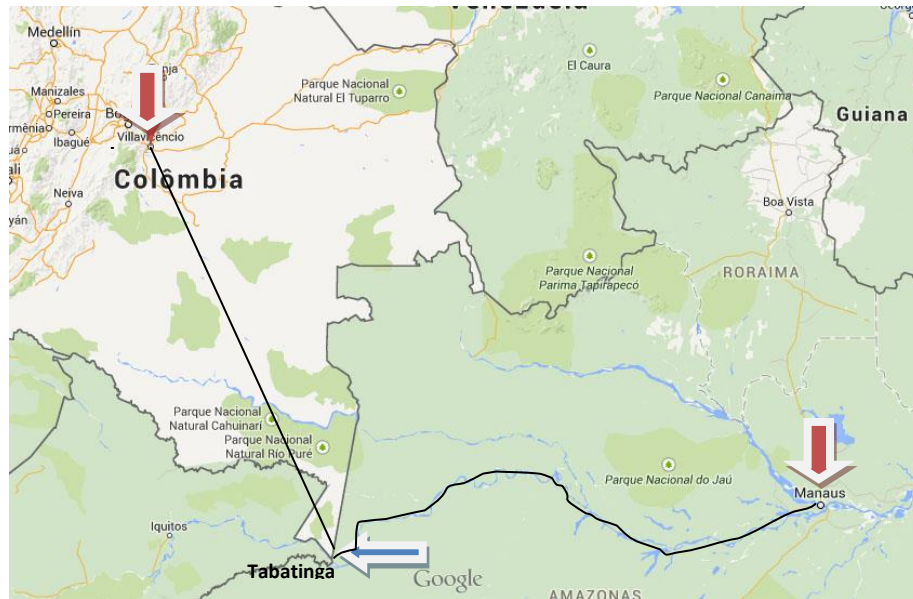 Venezuela
Medellín
El Caura
Parque Nacional
Natural El Tuparro
Parque Nacional Canaima
Manizales
Pereira
Ibagué
Villavicencio
Guiana
Colômbia
Neiva
Boa Vista
Parque Nacional
Parima Tapirapecó
RORAIMA
Parque Nacional
Natural Cahuinarí
Parque Nacional
Natural Río Puré
Parque Nacional do Jaú
Manaus
Iquitos
Tabatinga
Google
AMAZONAS